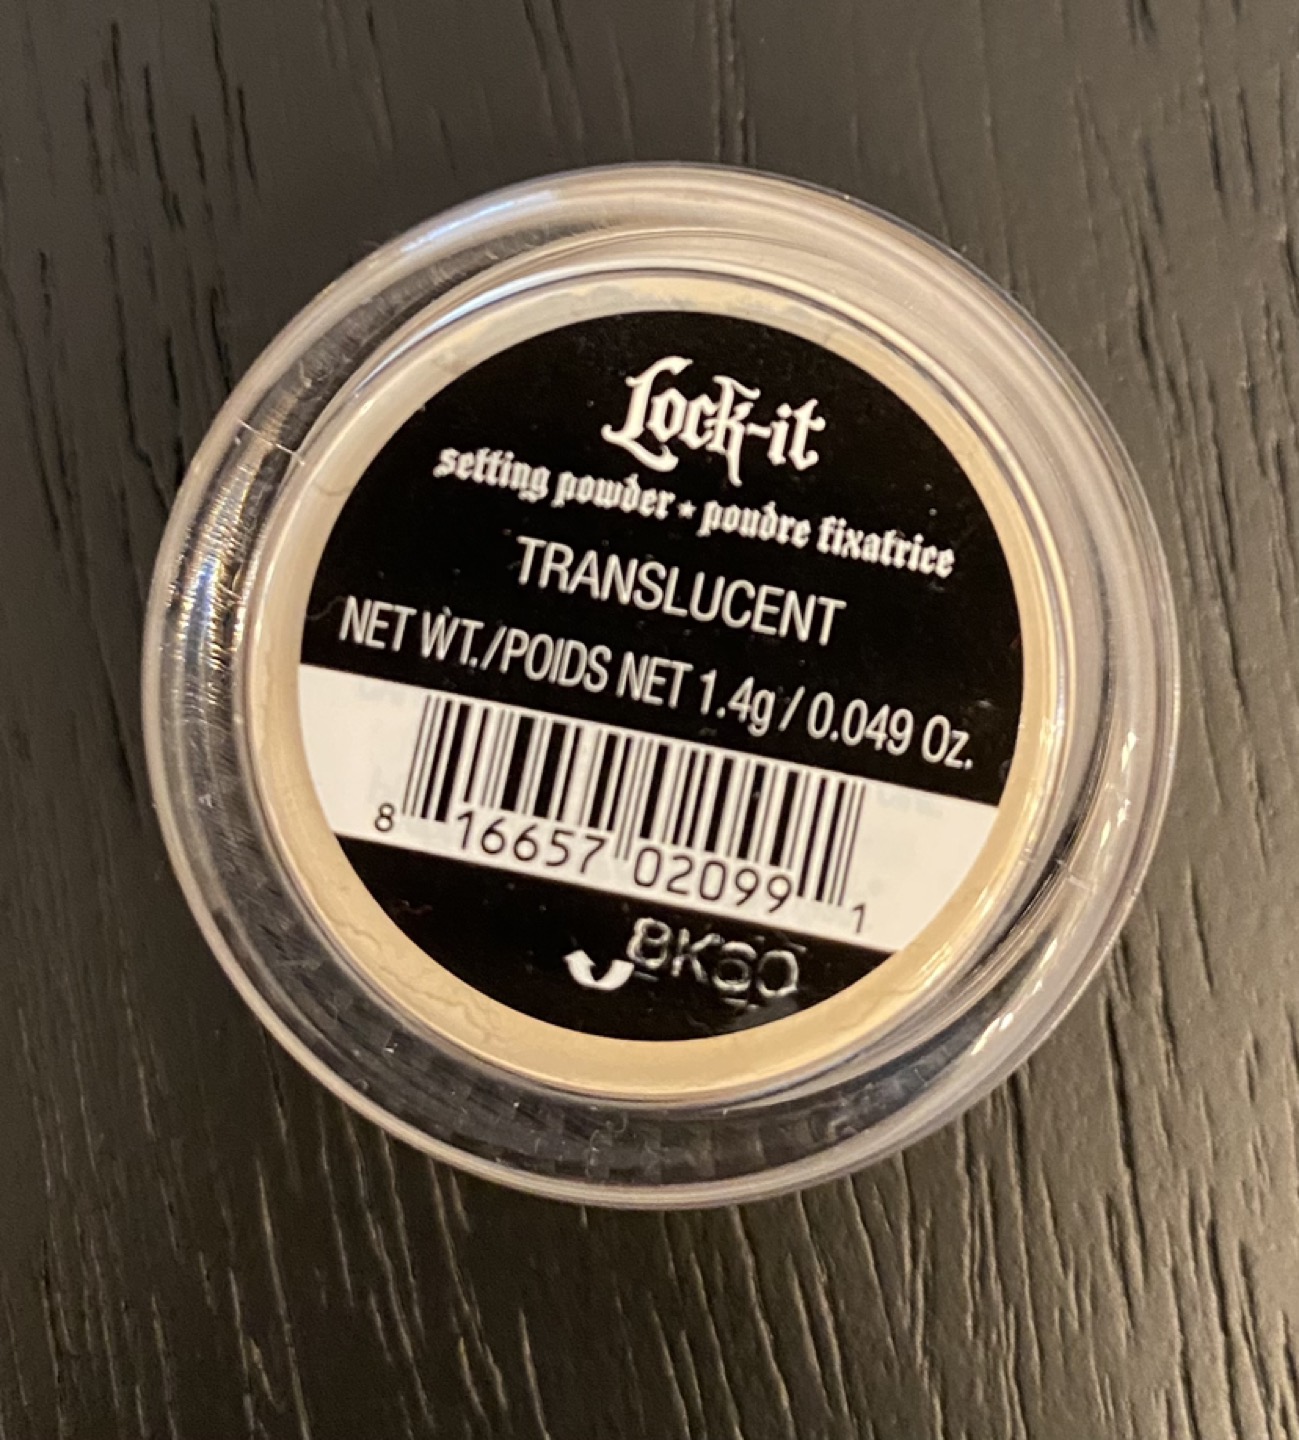 Lock-it
setting powder * poudre fixatrice
TRANSLUCENT
NET WT./POIDS NET 1.4g / 0.049 Oz.
8 16657 02099 1
8K60